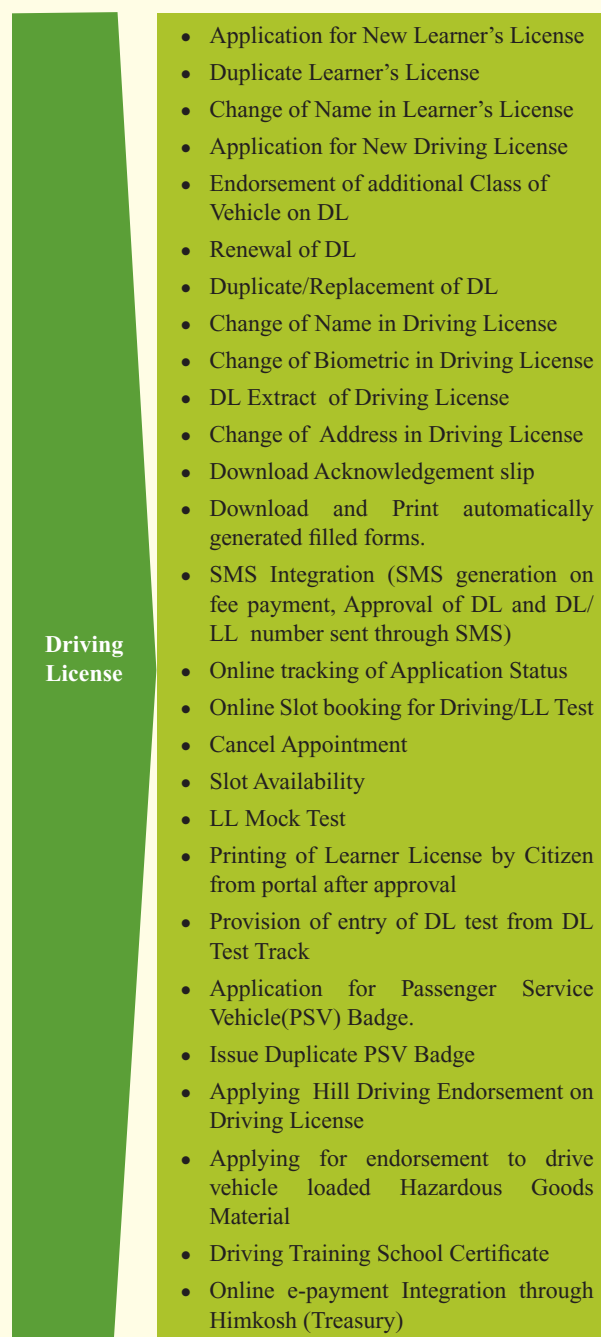 Driving
License
• Application for New Learner’s License
• Duplicate Learner’s License
• Change of Name in Learner’s License
• Application for New Driving License
• Endorsement of additional Class of
Vehicle on DL
• Renewal of DL
• Duplicate/Replacement of DL
• Change of Name in Driving License
• Change of Biometric in Driving License
• DL Extract of Driving License
• Change of Address in Driving License
• Download Acknowledgement slip
• Download and Print automatically
generated filled forms.
• SMS Integration (SMS generation on
fee payment, Approval of DL and DL/
LL number sent through SMS)
• Online tracking of Application Status
• Online Slot booking for Driving/LL Test
• Cancel Appointment
• Slot Availability
• LL Mock Test
• Printing of Learner License by Citizen
from portal after approval
• Provision of entry of DL test from DL
Test Track
• Application for Passenger Service
Vehicle(PSV) Badge.
• Issue Duplicate PSV Badge
• Applying Hill Driving Endorsement on
Driving License
• Applying for endorsement to drive
vehicle loaded Hazardous Goods
Material
• Driving Training School Certificate
• Online e-payment Integration through
Himkosh (Treasury)